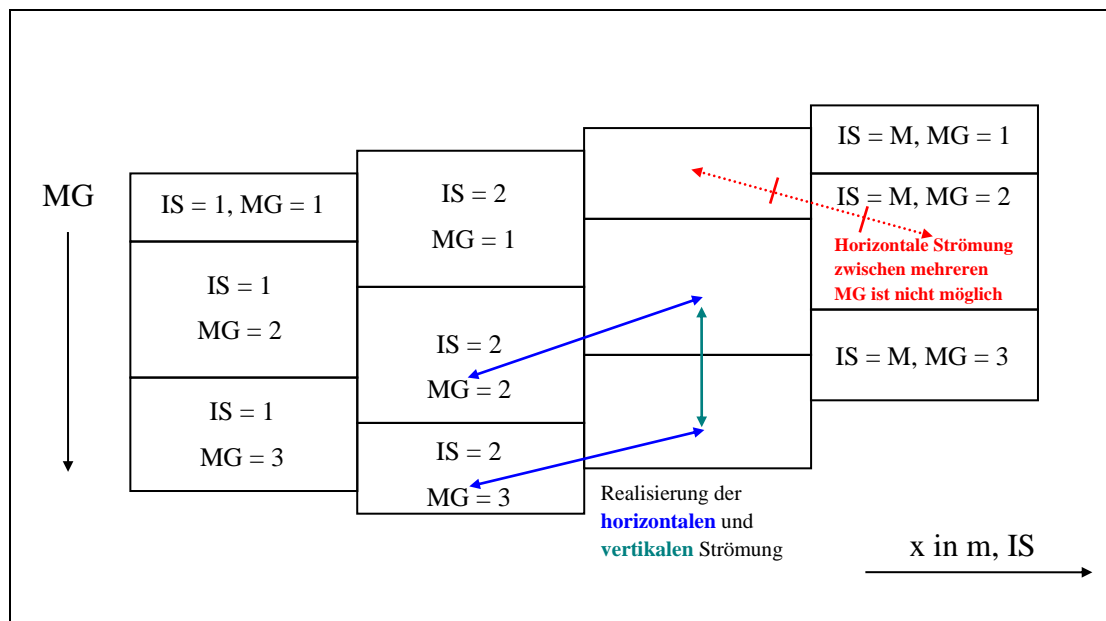 MG
IS = 1, MG = 1
IS = 1
MG = 2
IS = 1
MG = 3
IS = 2
MG = 1
IS = 2
MG = 2
IS = 2
MG = 3
IS = M, MG = 1
IS = M, MG = 2
Horizontale Strömung
zwischen mehreren
MG ist nicht möglich
IS = M, MG = 3
Realisierung der
horizontalen und
vertikalen Strömung
x in m, IS